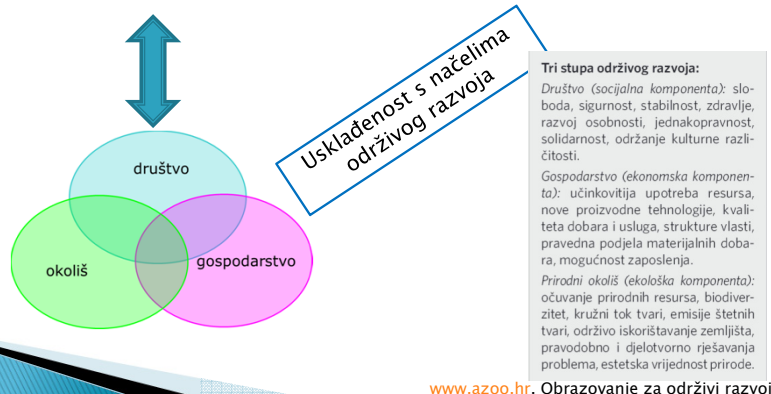 društvo
okoliš
gospodarstvo
Usklađenost s načelima
održivog razvoja
Tri stupa održivog razvoja:
Društvo (socijalna komponenta): slo-
boda, sigurnost, stabilnost, zdravlje,
razvoj osobnosti, jednakopravnost,
solidarnost, održanje kulturne razli-
čitosti.
Gospodarstvo (ekonomska komponen-
ta): učinkovitija upotreba resursa,
nove proizvodne tehnologije, kvali-
teta dobara i usluga, strukture vlasti,
pravedna podjela materijalnih doba-
ra, mogućnost zaposlenja.
Prirodni okoliš (ekološka komponenta):
očuvanje prirodnih resursa, biodiver-
zitet, kružni tok tvari, emisije štetnih
tvari, održivo iskorištavanje zemljišta,
pravodobno i djelotvorno rješavanja
problema, estetska vrijednost prirode.
www.azoo.hr. Obrazovanje za održivi razvoj